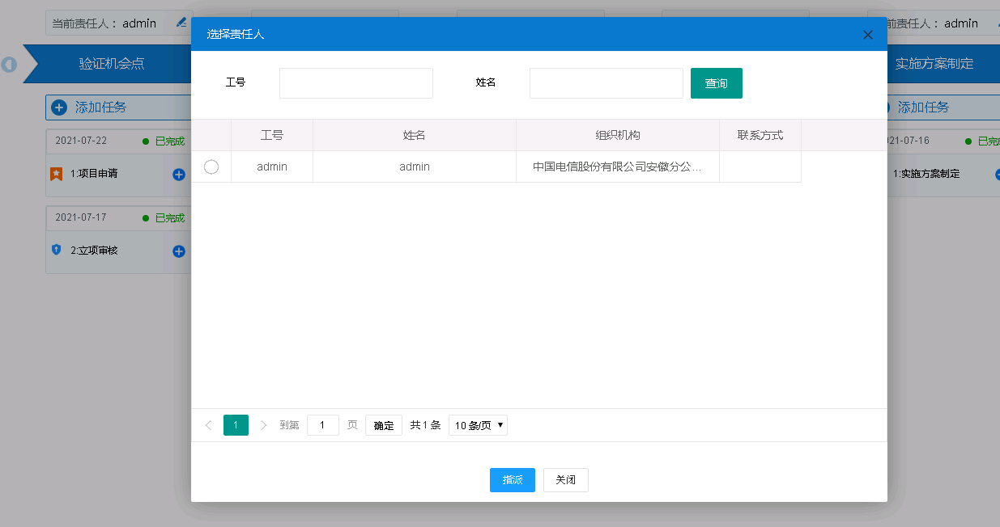 当前责任人： admin
选择责任人
前责任人： admin
验证机会点
实施方案制定
工号
姓名
查询
添加任务
添加任务
2021-07-22 已完成
1:项目申请
2021-07-17 已完成
2:立项审核
工号 姓名 组织机构 联系方式
admin admin 中国电信股份有限公司安徽分公...
21-07-16 已完
1:实施方案制定
1 到第 1 页 确定 共 1 条 10 条/页
指派 关闭